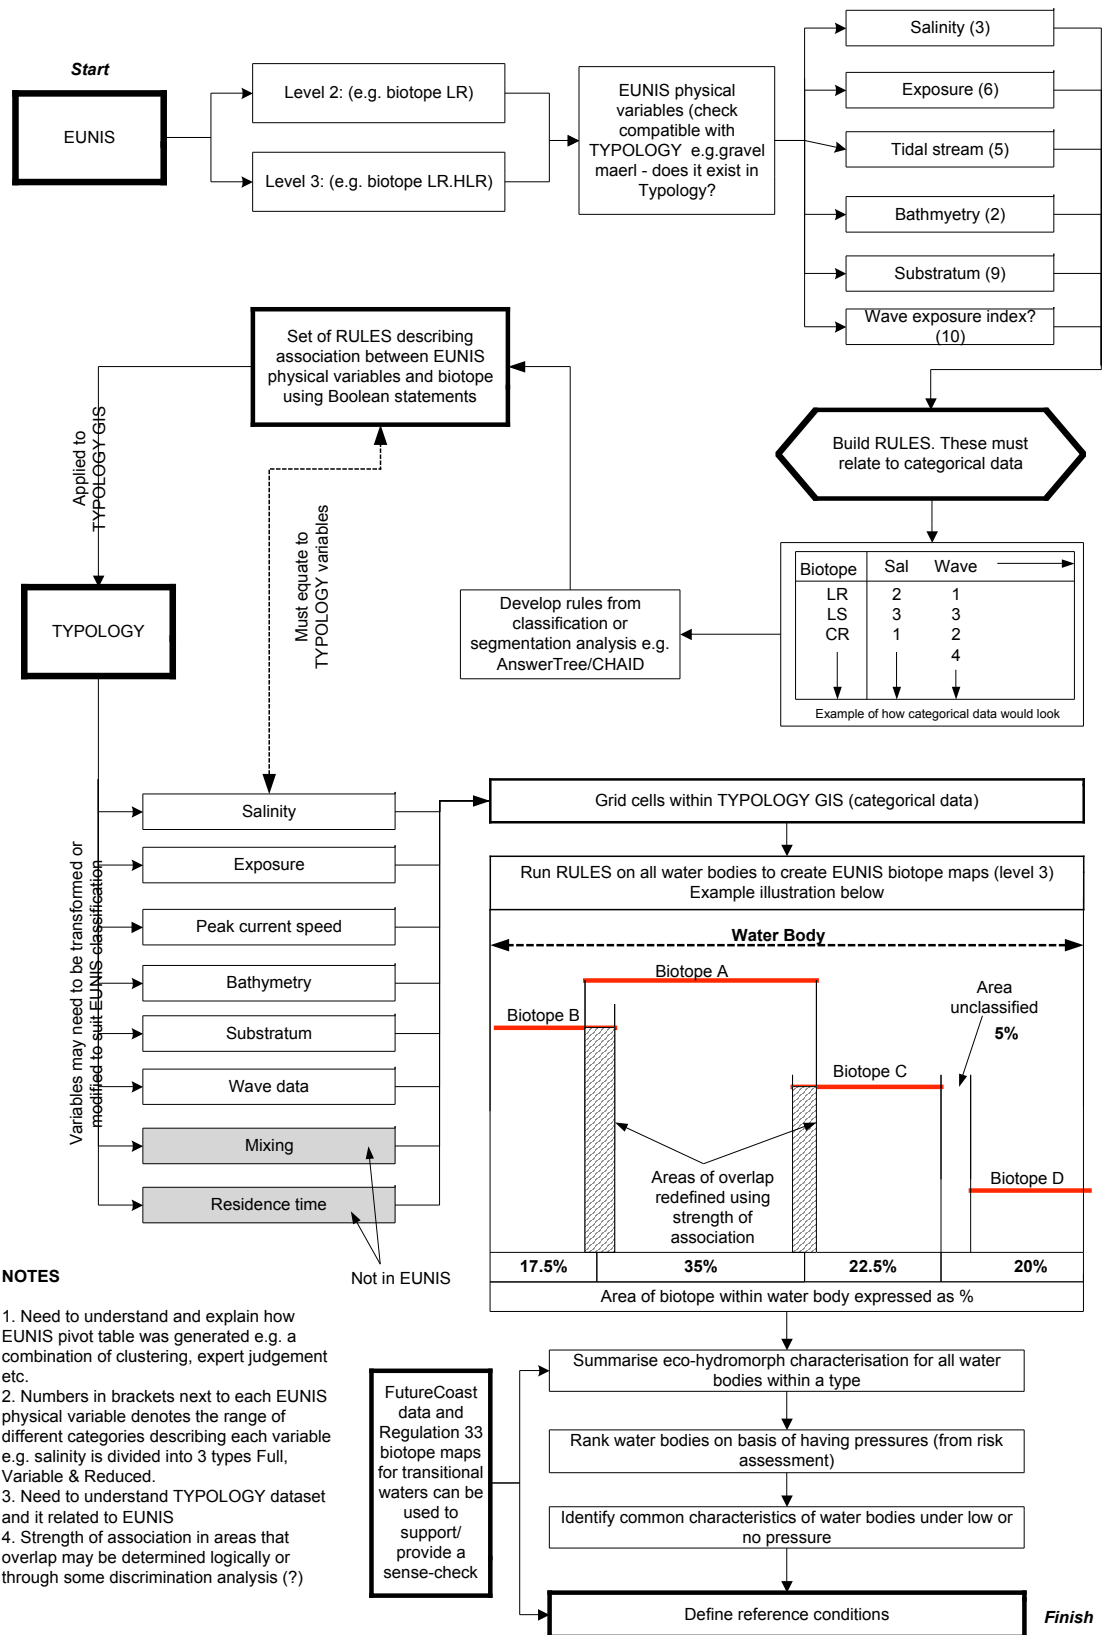 Start
EUNIS
Level 2: (e.g. biotope LR)
Level 3: (e.g. biotope LR.HLR)
EUNIS physical
variables (check
compatible with
TYPOLOGY e.g.gravel
maerl - does it exist in
Typology?
Salinity (3)
Exposure (6)
Tidal stream (5)
Bathmyetry (2)
Substratum (9)
Wave exposure index?
(10)
Set of RULES describing
association between EUNIS
physical variables and biotope
using Boolean statements
Build RULES. These must
relate to categorical data
Applied to
TYPOLOGY GIS
Must equate to
TYPOLOGY variables
Biotope Sal Wave
LR 2 1
LS 3 3
CR 1 2
4
Example of how categorical data would look
Develop rules from
classification or
segmentation analysis e.g.
AnswerTree/CHAID
TYPOLOGY
Variables may need to be transformed or
modified to suit EUNIS classification
Salinity
Exposure
Peak current speed
Bathymetry
Substratum
Wave data
Mixing
Residence time
Not in EUNIS
Grid cells within TYPOLOGY GIS (categorical data)
Run RULES on all water bodies to create EUNIS biotope maps (level 3)
Example illustration below
Water Body
Biotope A
Biotope B
Area
unclassified
5%
Biotope C
Areas of overlap
redefined using
strength of
association
Biotope D
17.5% 35% 22.5% 20%
Area of biotope within water body expressed as %
NOTES
1. Need to understand and explain how
EUNIS pivot table was generated e.g. a
combination of clustering, expert judgement
etc.
2. Numbers in brackets next to each EUNIS
physical variable denotes the range of
different categories describing each variable
e.g. salinity is divided into 3 types Full,
Variable & Reduced.
3. Need to understand TYPOLOGY dataset
and it related to EUNIS
4. Strength of association in areas that
overlap may be determined logically or
through some discrimination analysis (?)
FutureCoast
data and
Regulation 33
biotope maps
for transitional
waters can be
used to
support/
provide a
sense-check
Summarise eco-hydromorph characterisation for all water
bodies within a type
Rank water bodies on basis of having pressures (from risk
assessment)
Identify common characteristics of water bodies under low or
no pressure
Define reference conditions
Finish